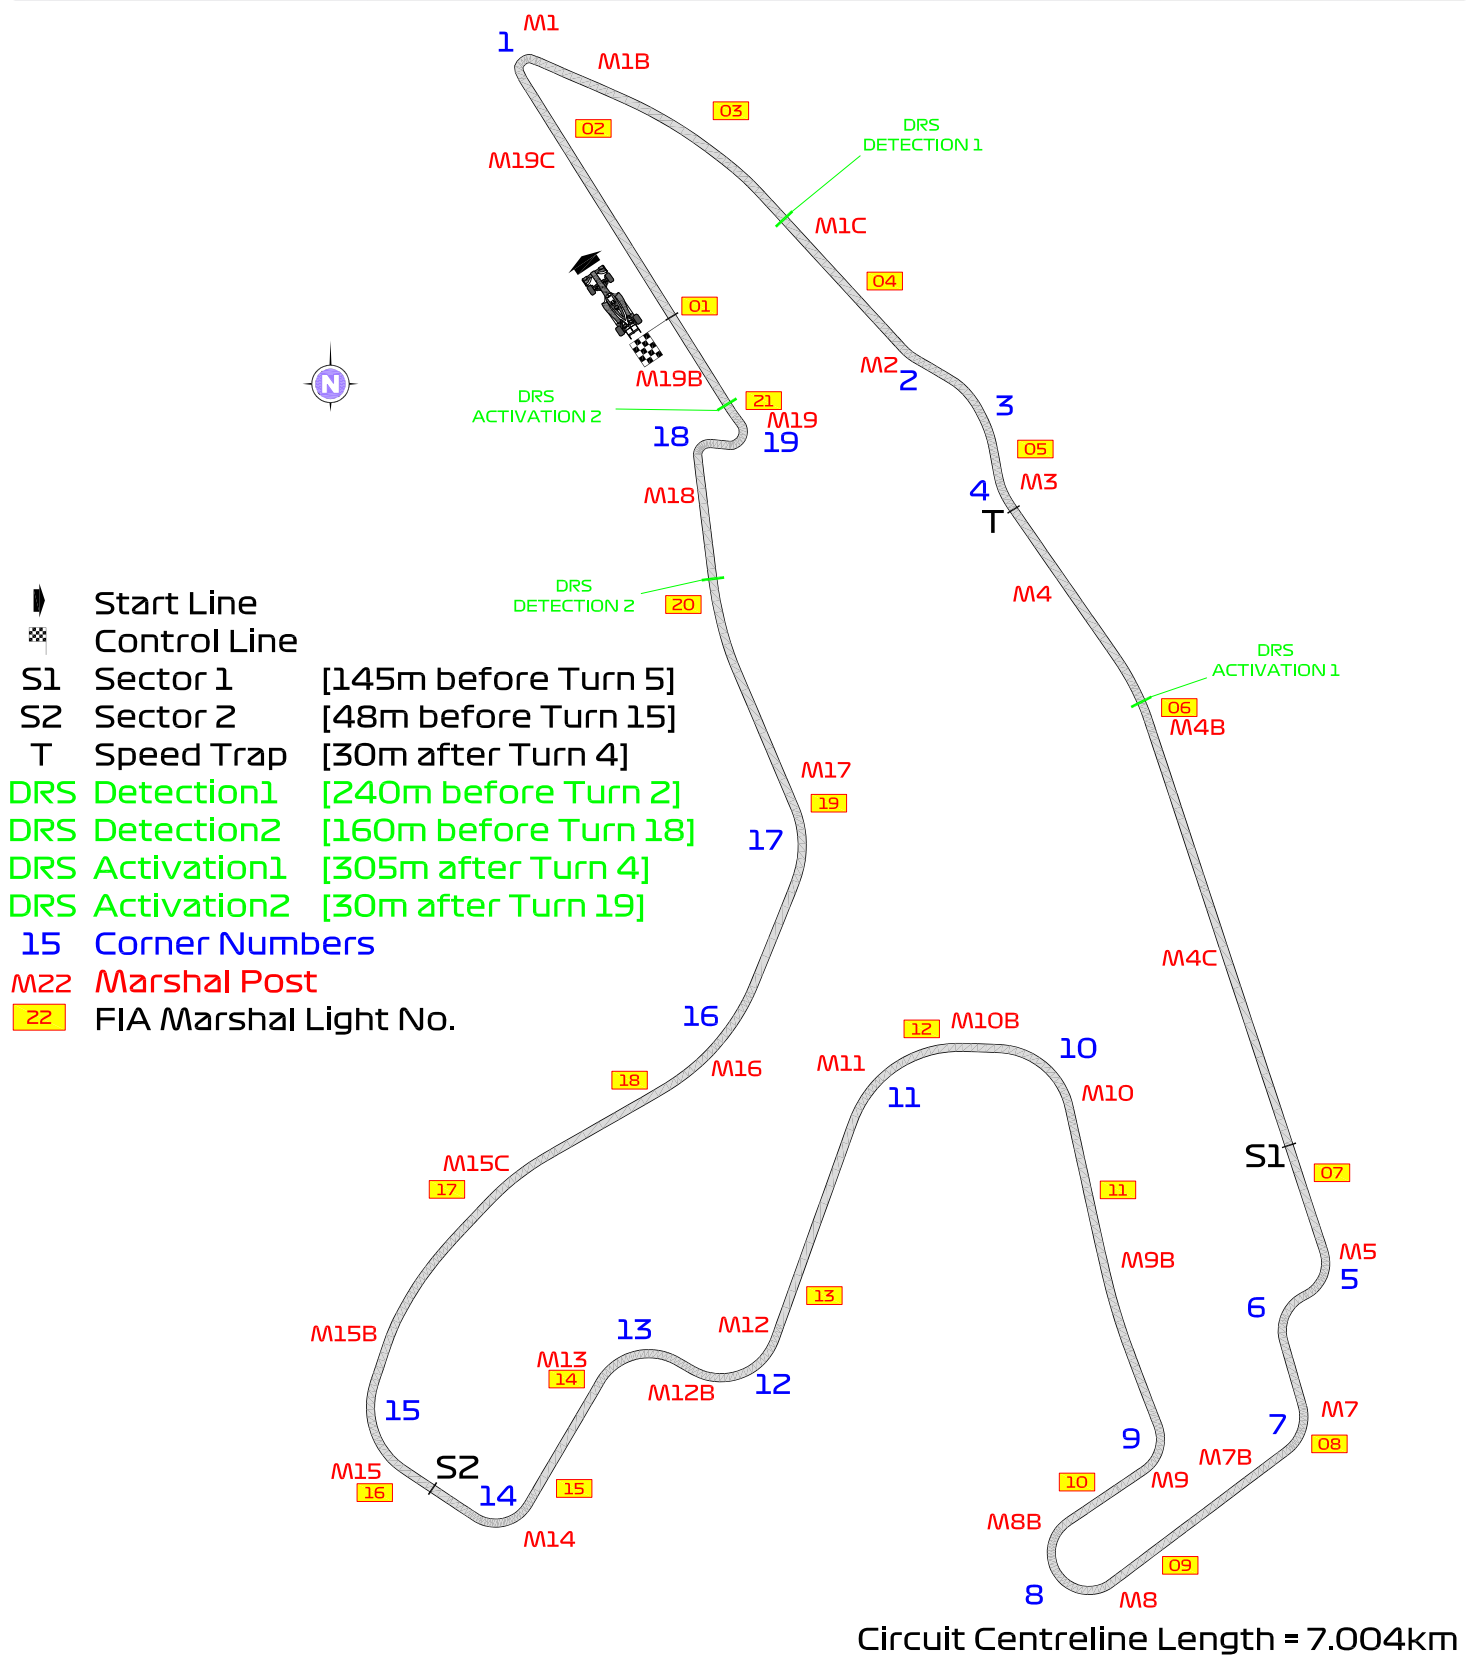 M1
1
M1B
03
02
DRS
DETECTION 1
M19C
M1C
04
01
M2
2
M19B
N
DRS
ACTIVATION 2
21
M19
3
18
19
05
M18
4
M3
T
DRS
DETECTION 2
20
M4
DRS
ACTIVATION 1
06
M4B
Start Line
Control Line
S1 Sector 1 [145m before Turn 5]
S2 Sector 2 [48m before Turn 15]
T Speed Trap [30m after Turn 4]
DRS Detection1 [240m before Turn 2]
DRS Detection2 [160m before Turn 18]
DRS Activation1 [305m after Turn 4]
DRS Activation2 [30m after Turn 19]
15 Corner Numbers
M22 Marshal Post
22 FIA Marshal Light No.
M17
19
17
M4C
16
12
M10B
10
M16
M11
18
11
M10
S1
07
M15C
17
11
M9B
M5
5
6
13
M15B
13
M12
M13
14
M12B
12
15
M7
7
08
9
M7B
S2
M15
16
14
15
10
M9
M8B
M14
09
8
M8
Circuit Centreline Length = 7.004km